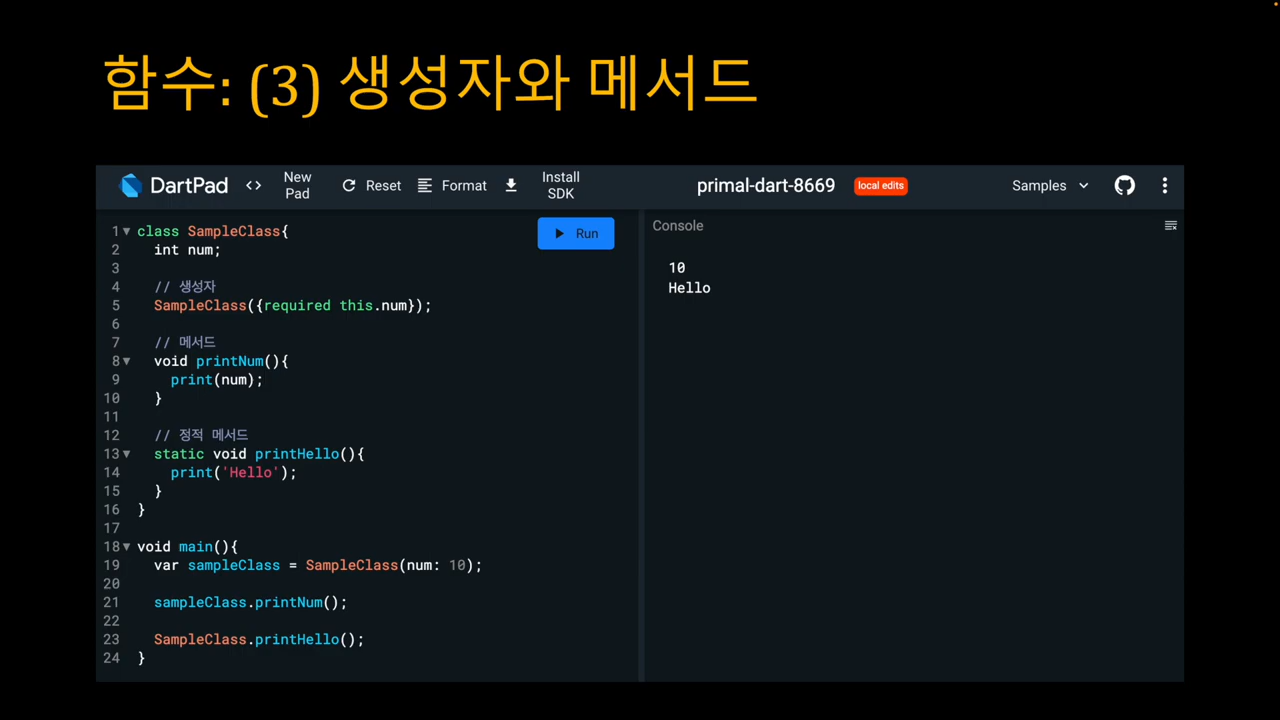 함수: (3) 생성자와 메서드
DartPad <> New Pad Reset Format Install SDK primal-dart-8669 local edits Samples
Run
Console
1 class SampleClass{
2   int num;
3
4   // 생성자
5   SampleClass({required this.num});
6
7   // 메서드
8   void printNum(){
9     print(num);
10   }
11
12   // 정적 메서드
13   static void printHello(){
14     print('Hello');
15   }
16 }
17
18 void main(){
19   var sampleClass = SampleClass(num: 10);
20
21   sampleClass.printNum();
22
23   SampleClass.printHello();
24 }
10
Hello